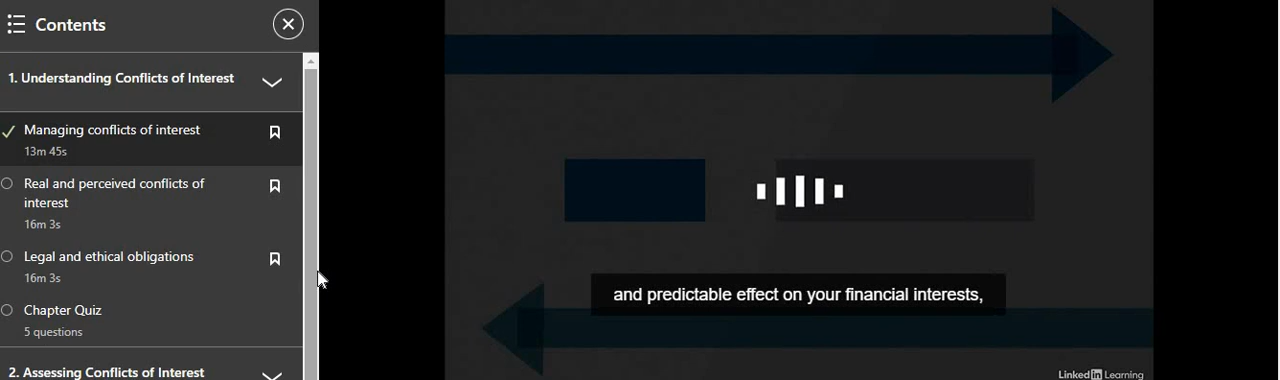 Contents
1. Understanding Conflicts of Interest
Managing conflicts of interest
13m 45s
Real and perceived conflicts of
interest
16m 3s
Legal and ethical obligations
16m 3s
Chapter Quiz
5 questions
2. Assessing Conflicts of Interest
and predictable effect on your financial interests,
Linked in Learning